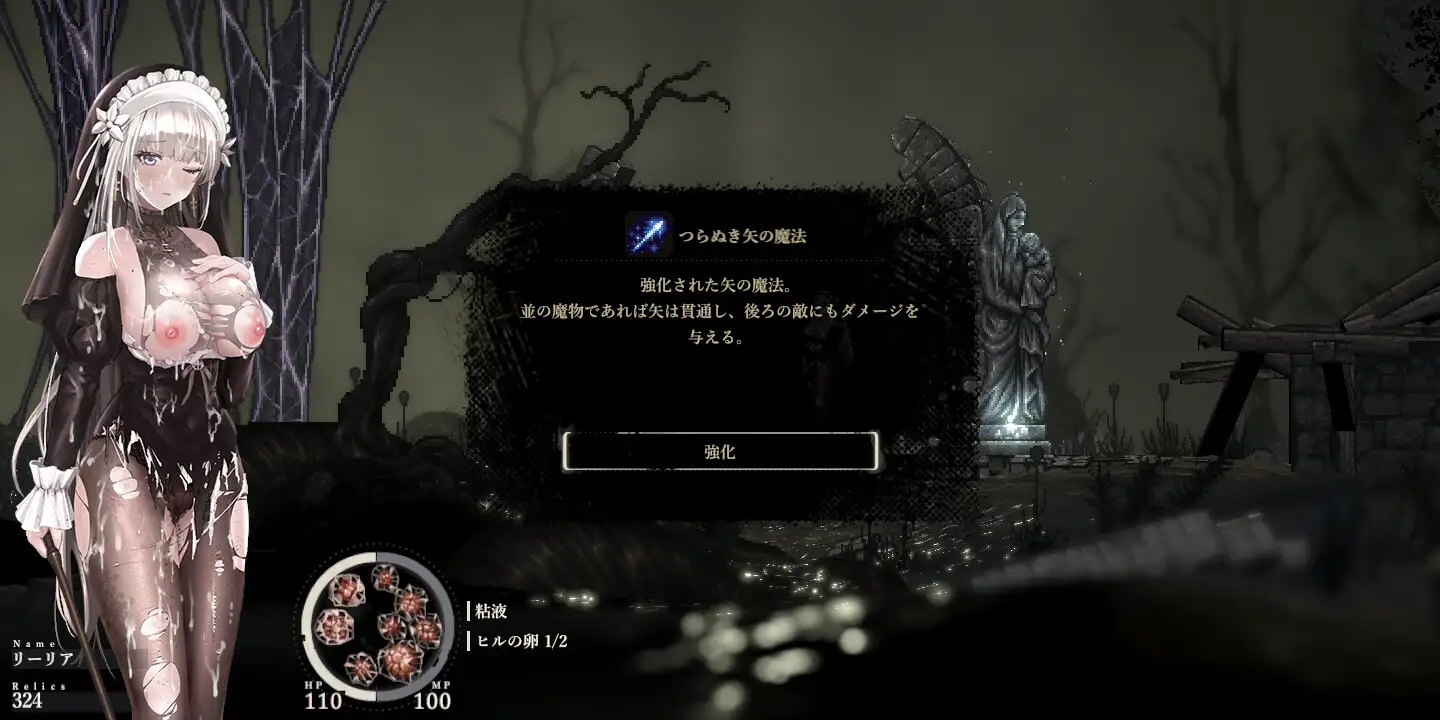 つらぬき矢の魔法
強化された矢の魔法。
並の魔物であれば矢は貫通し、後ろの敵にもダメージを
与える。
強化
粘液
ヒルの卵 1/2
Name
リーリア
Relics
324
HP
110
MP
100